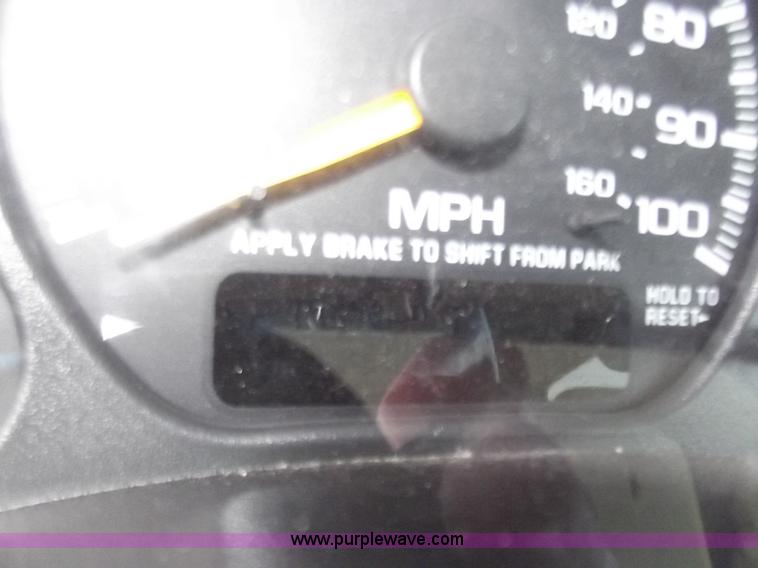 120 80
140 90
160 100
MPH
APPLY BRAKE TO SHIFT FROM PARK
HOLD TO
RESET
www.purplewave.com